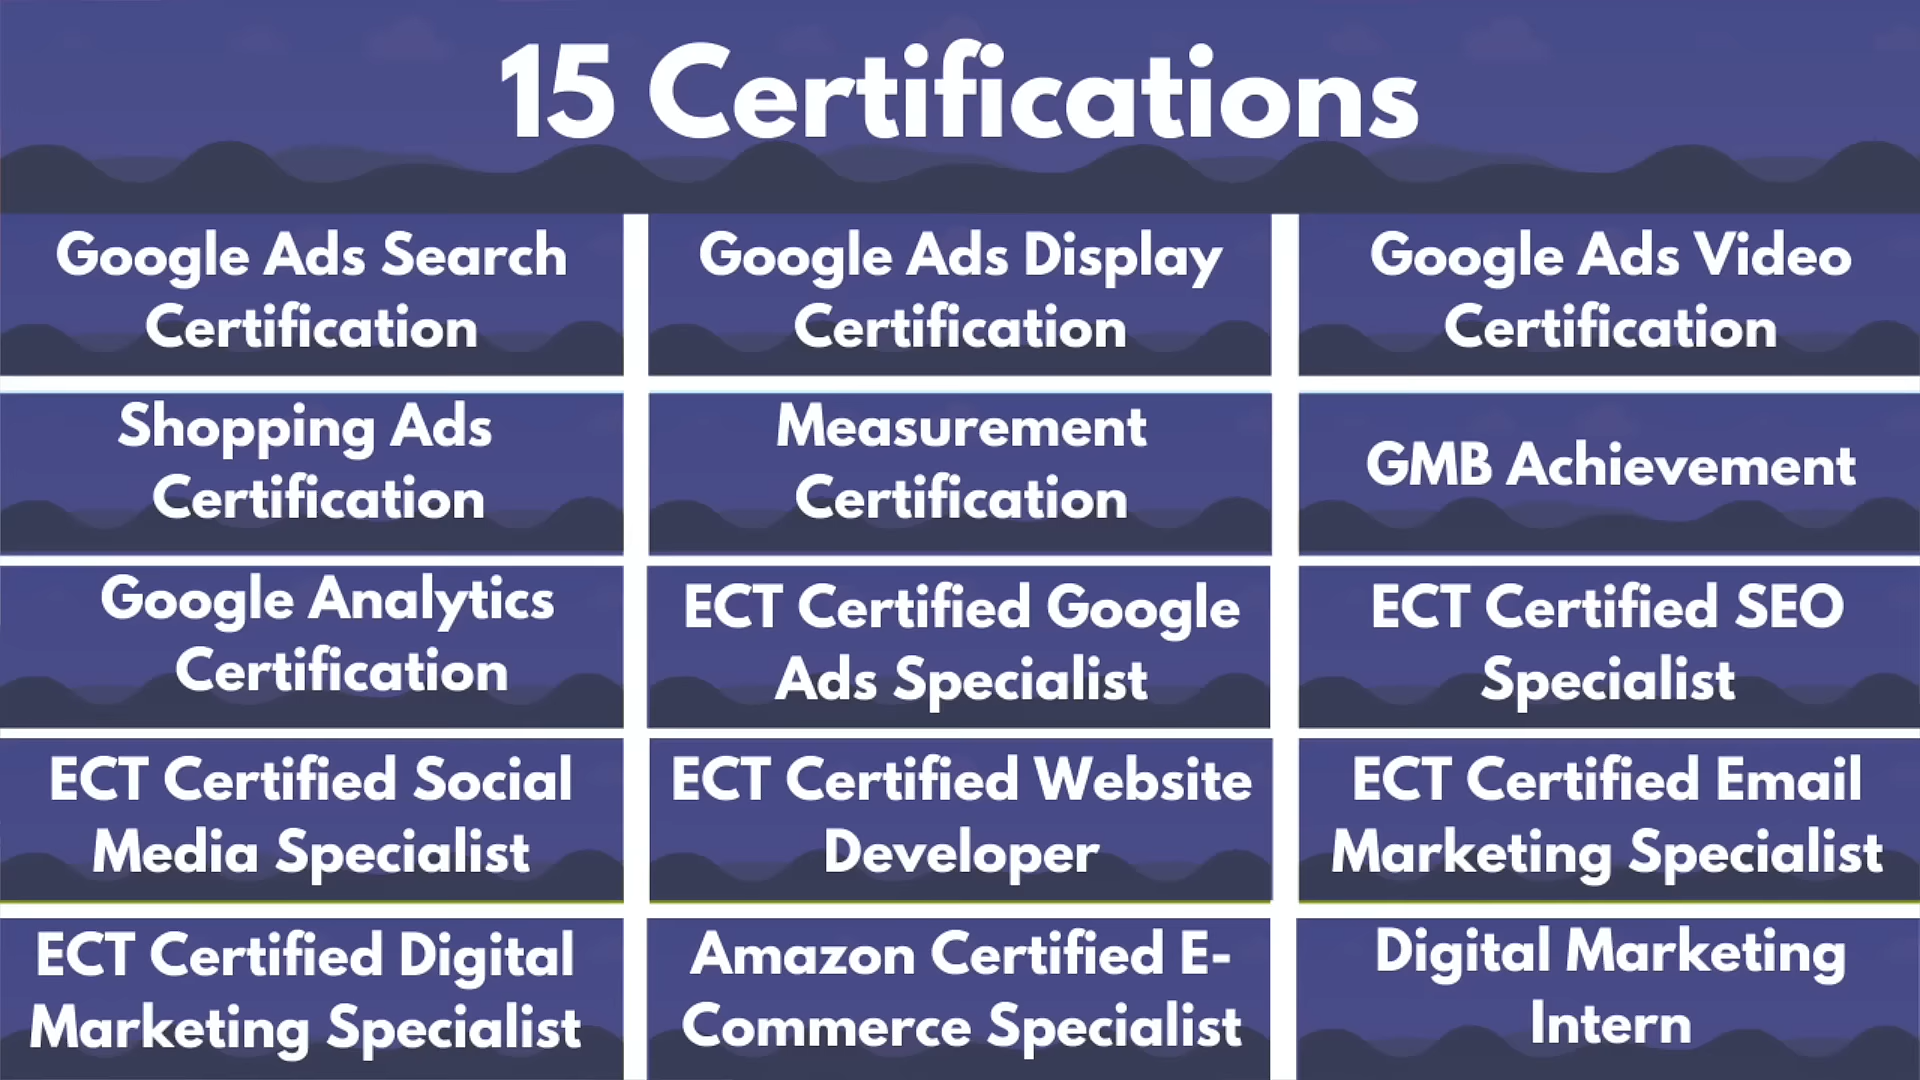 15 Certifications
Google Ads Search
Certification
Google Ads Display
Certification
Google Ads Video
Certification
Shopping Ads
Certification
Measurement
Certification
GMB Achievement
Google Analytics
Certification
ECT Certified Google
Ads Specialist
ECT Certified SEO
Specialist
ECT Certified Social
Media Specialist
ECT Certified Website
Developer
ECT Certified Email
Marketing Specialist
ECT Certified Digital
Marketing Specialist
Amazon Certified E-
Commerce Specialist
Digital Marketing
Intern